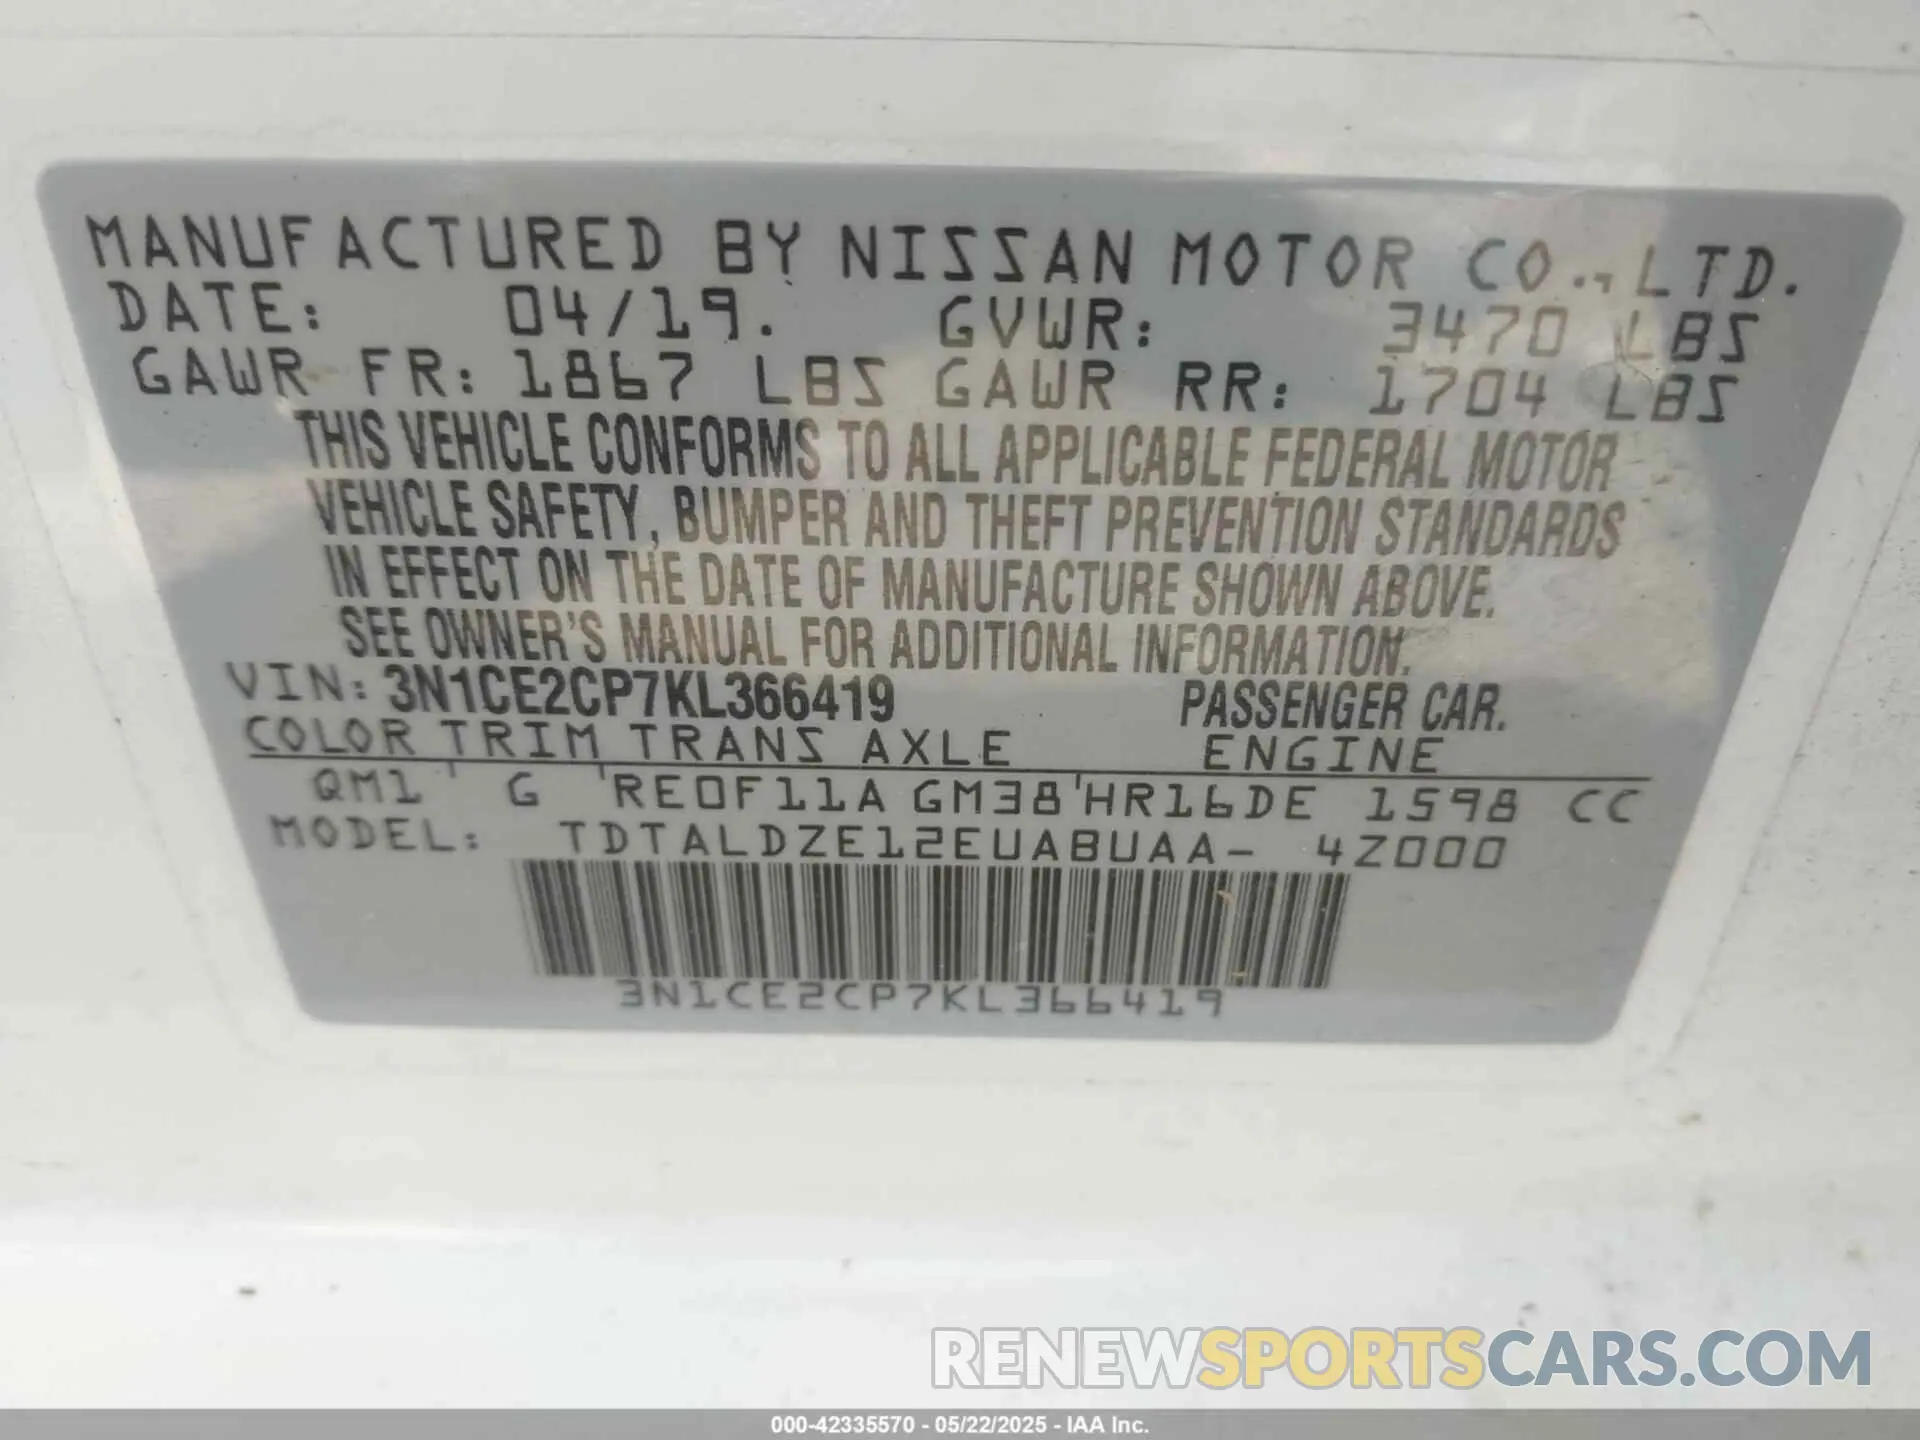 MANUFACTURED BY NISSAN MOTOR CO., LTD.
DATE: 04/19. GVWR: 3470 LBS
GAWR FR: 1867 LBS GAWR RR: 1704 LBS
THIS VEHICLE CONFORMS TO ALL APPLICABLE FEDERAL MOTOR
VEHICLE SAFETY, BUMPER AND THEFT PREVENTION STANDARDS
IN EFFECT ON THE DATE OF MANUFACTURE SHOWN ABOVE.
SEE OWNER'S MANUAL FOR ADDITIONAL INFORMATION.
VIN: 3N1CE2CP7KL366419 PASSENGER CAR.
COLOR TRIM TRANS AXLE ENGINE
QM1 ' G ' RE0F11A GM38 ' HR16DE 1598 CC
MODEL: TDTALDZE12EUABUAA- 4Z000
3N1CE2CP7KL366419
RENEWSPORTSCARS.COM
000-42335570 - 05/22/2025 - IAA Inc.